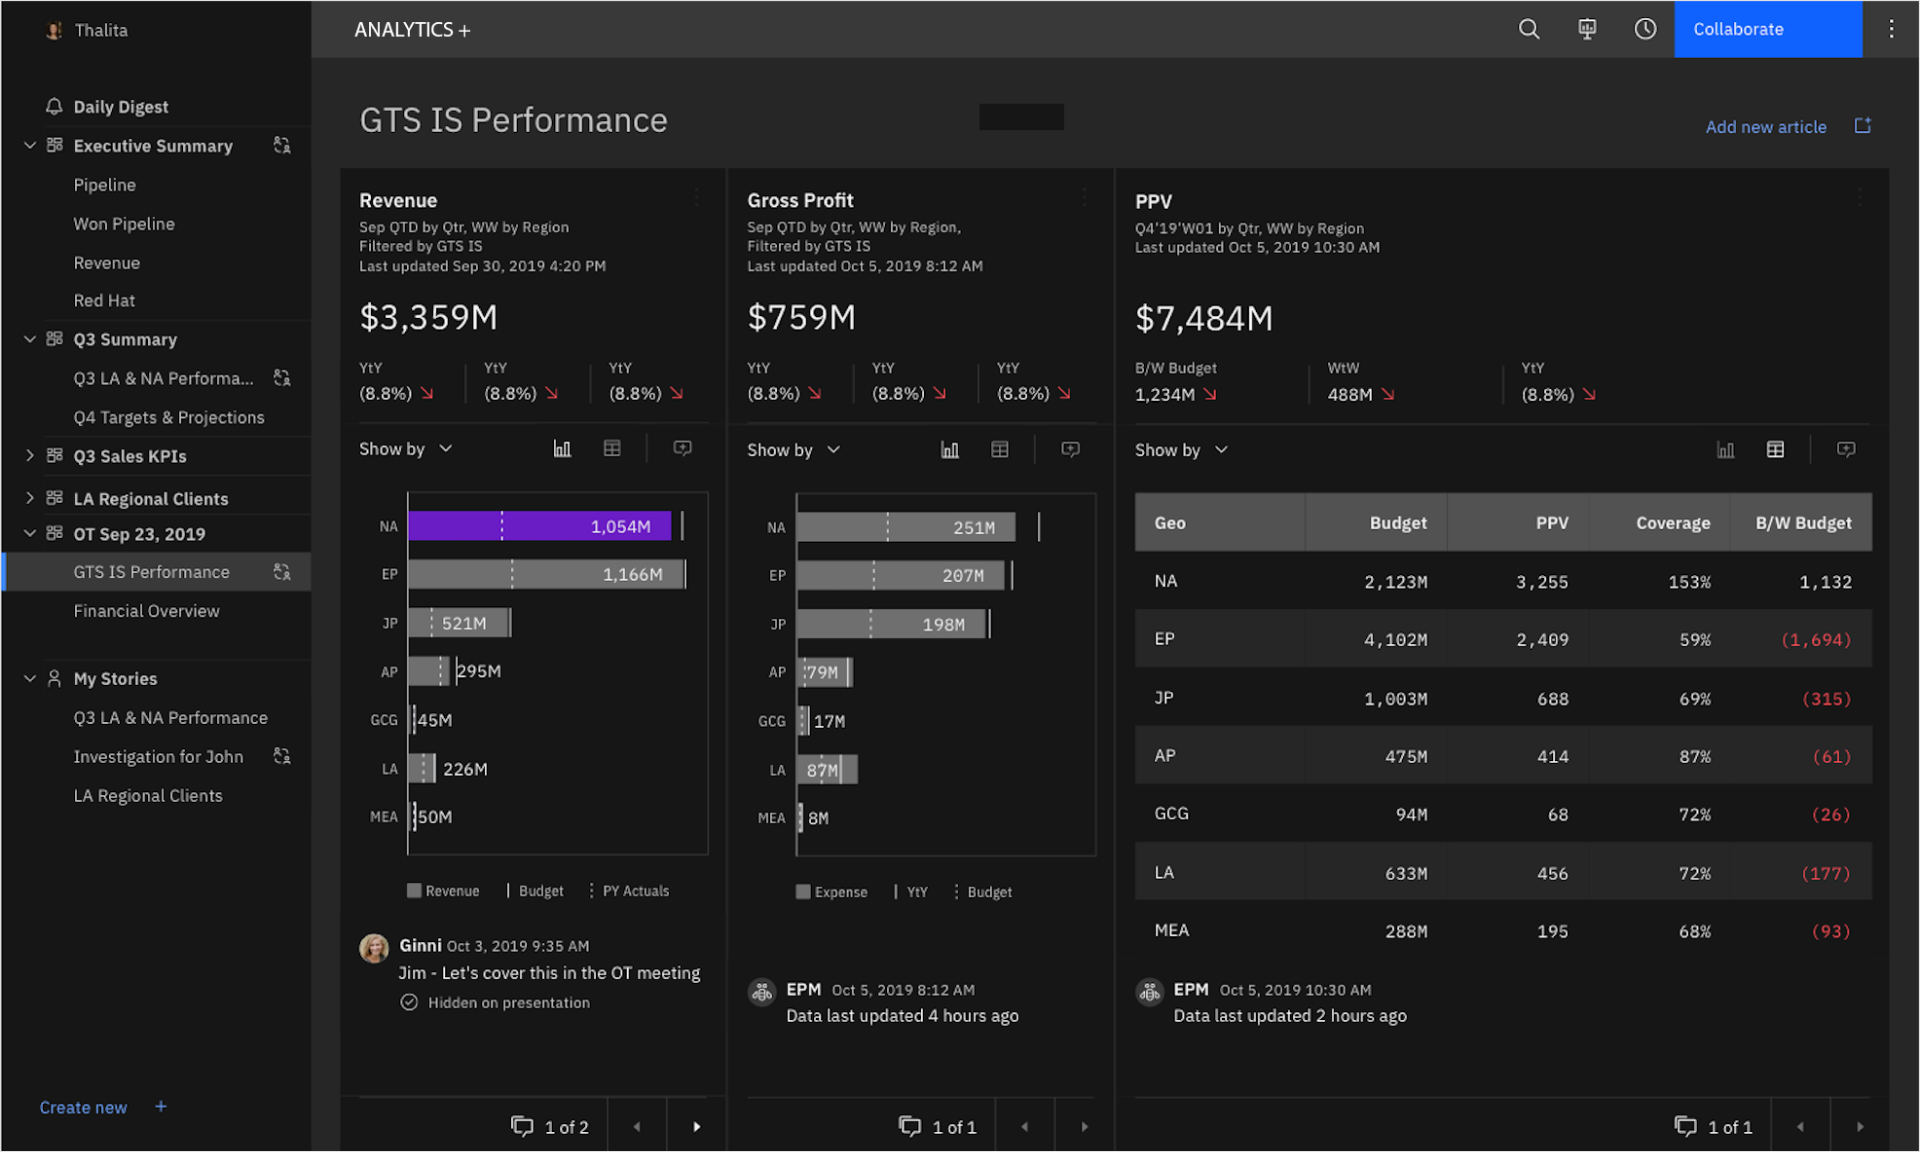 Thalita
ANALYTICS +
Collaborate
Daily Digest
Executive Summary
Pipeline
Won Pipeline
Revenue
Red Hat
Q3 Summary
Q3 LA & NA Performa...
Q4 Targets & Projections
Q3 Sales KPIs
LA Regional Clients
OT Sep 23, 2019
GTS IS Performance
Financial Overview
My Stories
Q3 LA & NA Performance
Investigation for John
LA Regional Clients
Create new +
GTS IS Performance
Add new article
Revenue
Sep QTD by Qtr, WW by Region
Filtered by GTS IS
Last updated Sep 30, 2019 4:20 PM
$3,359M
YtY YtY YtY
(8.8%) (8.8%) (8.8%)
Show by
NA 1,054M
EP 1,166M
JP 521M
AP 295M
GCG 45M
LA 226M
MEA 50M
Revenue Budget PY Actuals
Ginni Oct 3, 2019 9:35 AM
Jim - Let's cover this in the OT meeting
Hidden on presentation
1 of 2
Gross Profit
Sep QTD by Qtr, WW by Region,
Filtered by GTS IS
Last updated Oct 5, 2019 8:12 AM
$759M
YtY YtY YtY
(8.8%) (8.8%) (8.8%)
Show by
NA 251M
EP 207M
JP 198M
AP 79M
GCG 17M
LA 87M
MEA 8M
Expense YtY Budget
EPM Oct 5, 2019 8:12 AM
Data last updated 4 hours ago
1 of 1
PPV
Q4'19'W01 by Qtr, WW by Region
Last updated Oct 5, 2019 10:30 AM
$7,484M
B/W Budget WtW YtY
1,234M 488M (8.8%)
Show by
Geo Budget PPV Coverage B/W Budget
NA 2,123M 3,255 153% 1,132
EP 4,102M 2,409 59% (1,694)
JP 1,003M 688 69% (315)
AP 475M 414 87% (61)
GCG 94M 68 72% (26)
LA 633M 456 72% (177)
MEA 288M 195 68% (93)
EPM Oct 5, 2019 10:30 AM
Data last updated 2 hours ago
1 of 1